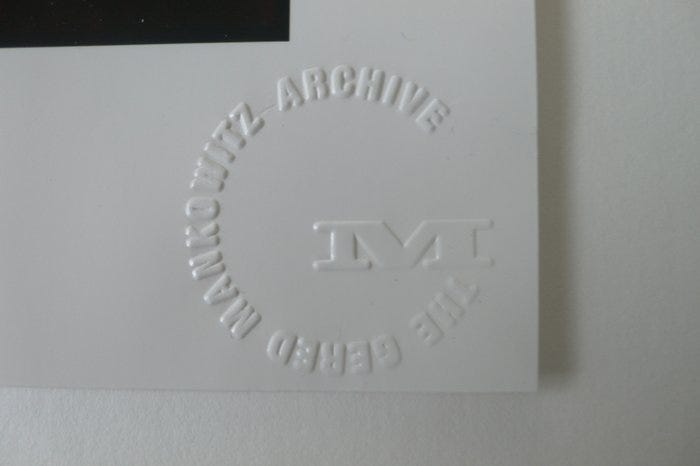 THE GERED MANKOWITZ ARCHIVE
M